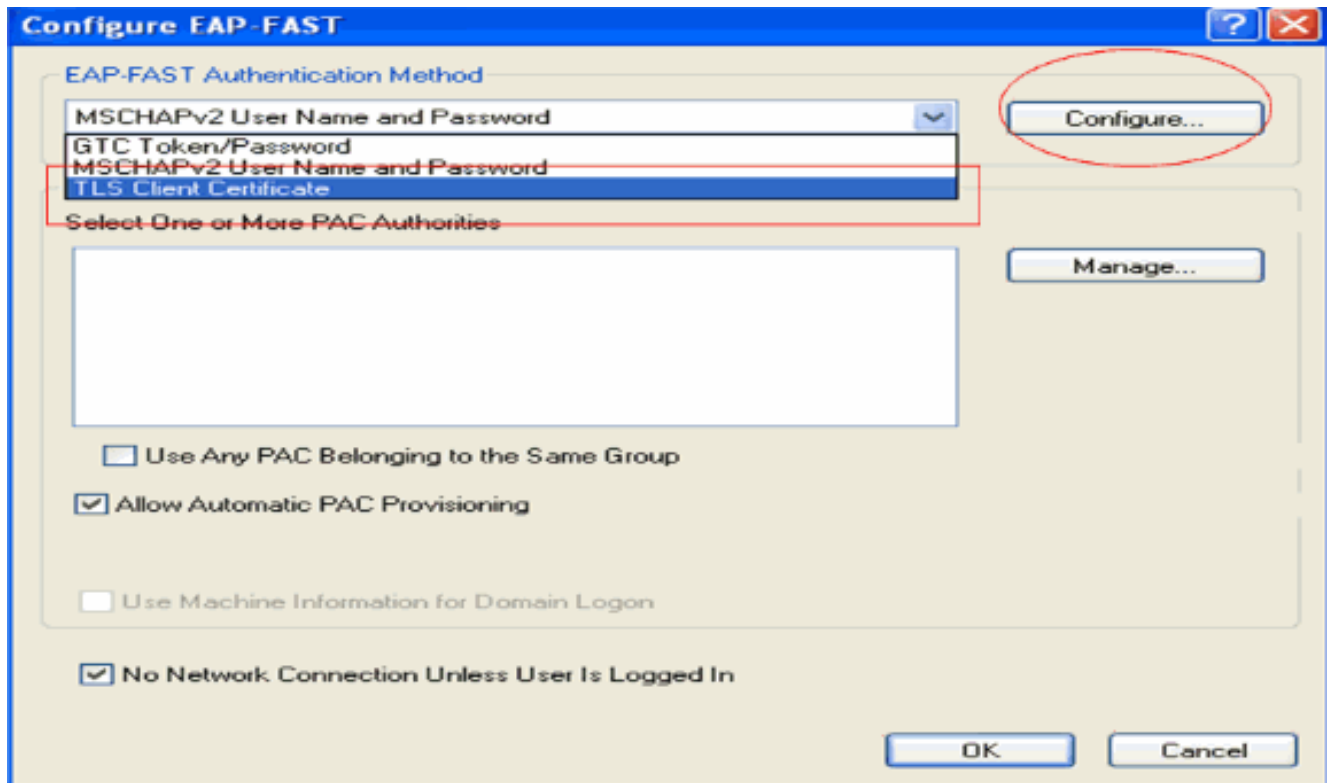 Configure EAP-FAST
EAP-FAST Authentication Method
MSCHAPv2 User Name and Password
Configure...
GTC Token/Password
MSCHAPv2 User Name and Password
TLS Client Certificate
Select One or More PAC Authorities
Manage...
Use Any PAC Belonging to the Same Group
Allow Automatic PAC Provisioning
Use Machine Information for Domain Logon
No Network Connection Unless User Is Logged In
OK
Cancel